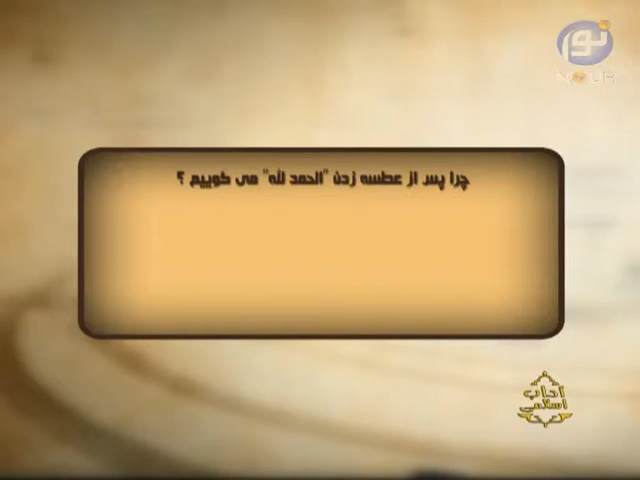 نور
NOUR
چرا پس از عطسه زدن "الحمد لله" می گوییم ؟
آداب
اسلامی